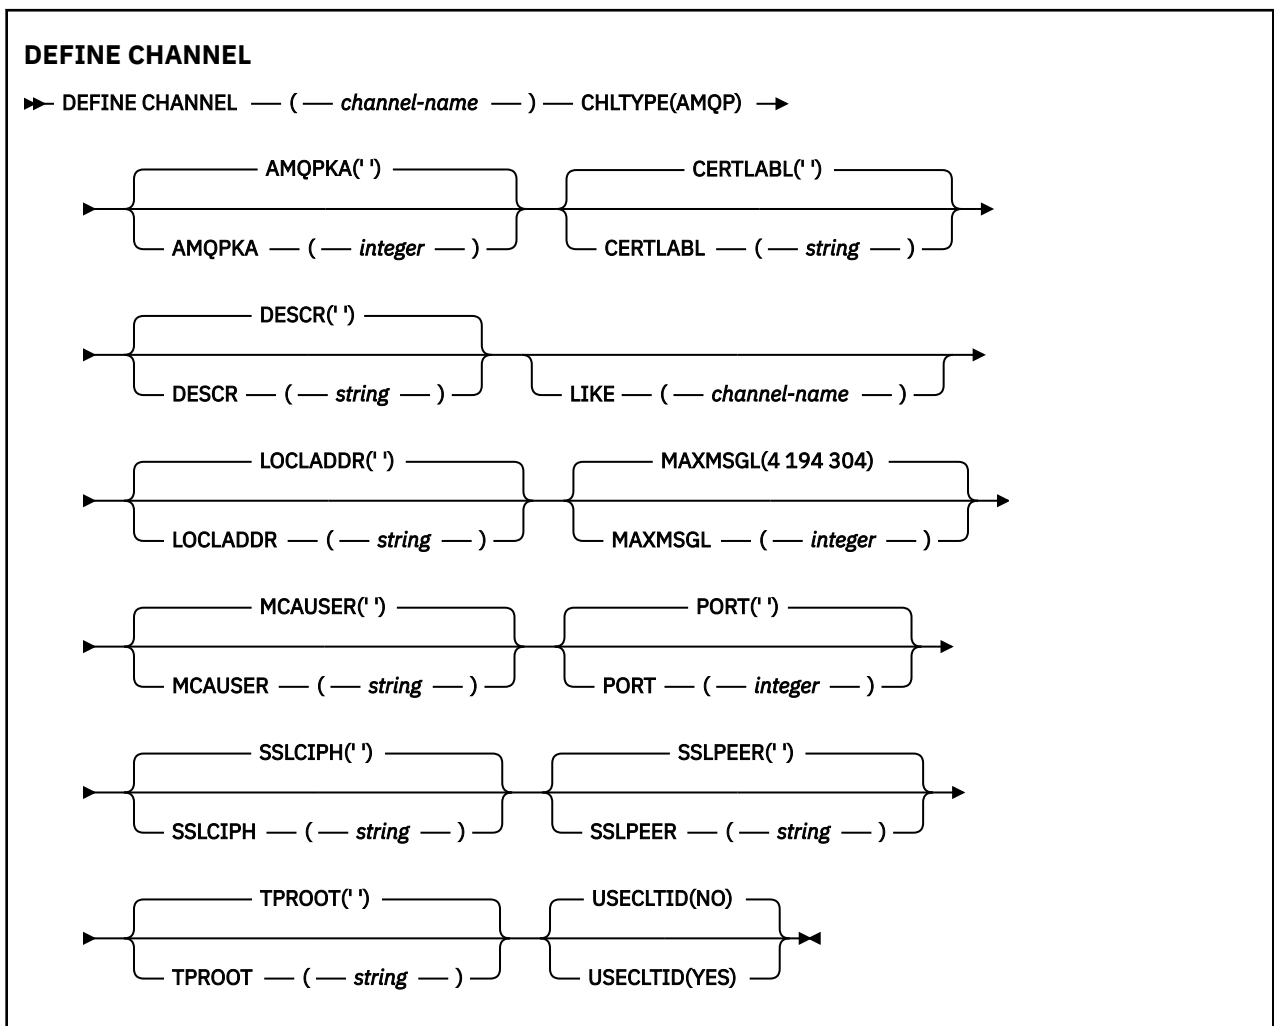 DEFINE CHANNEL
DEFINE CHANNEL ( channel-name ) CHLTYPE(AMQP)
AMQPKA(' ') CERTLABL(' ')
AMQPKA ( integer ) CERTLABL ( string )
DESCR(' ')
DESCR ( string ) LIKE ( channel-name )
LOCLADDR(' ') MAXMSGL(4 194 304)
LOCLADDR ( string ) MAXMSGL ( integer )
MCAUSER(' ') PORT(' ')
MCAUSER ( string ) PORT ( integer )
SSLCIPH(' ') SSLPEER(' ')
SSLCIPH ( string ) SSLPEER ( string )
TPROOT(' ') USECLTID(NO)
TPROOT ( string ) USECLTID(YES)